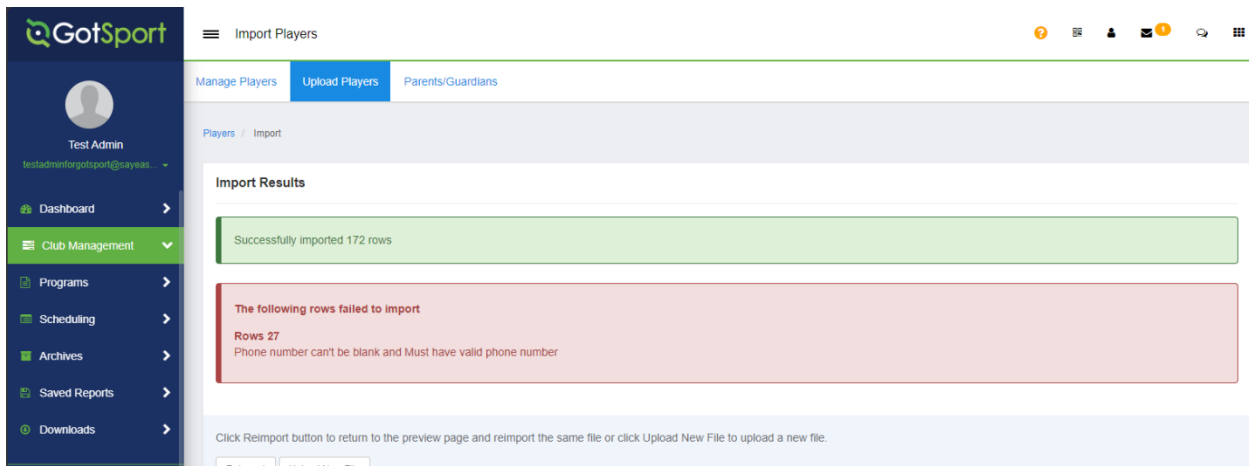 GotSport
Import Players
1
Manage Players
Upload Players
Parents/Guardians
Players / Import
Test Admin
testadminforgotsport@sayeas...
Import Results
Dashboard
Successfully imported 172 rows
Club Management
Programs
The following rows failed to import
Scheduling
Rows 27
Phone number can't be blank and Must have valid phone number
Archives
Saved Reports
Downloads
Click Reimport button to return to the preview page and reimport the same file or click Upload New File to upload a new file.